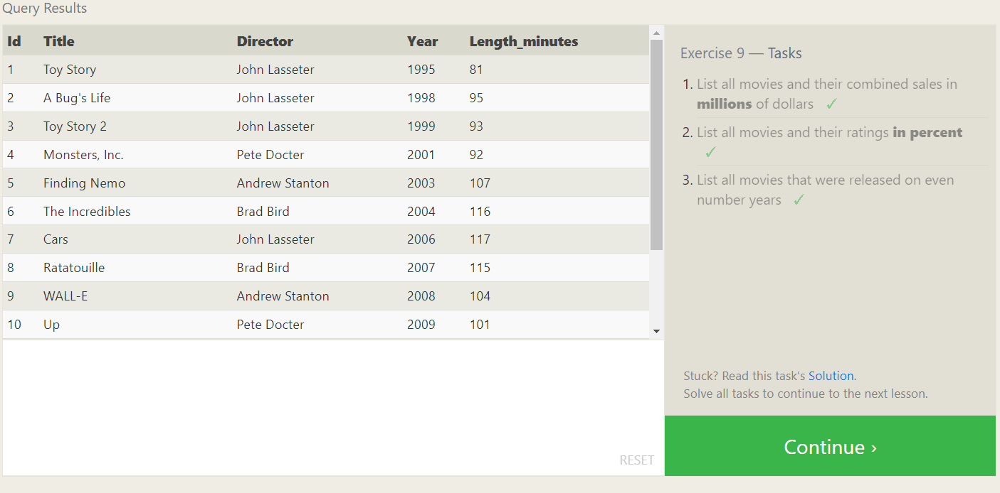 Query Results
Id Title Director Year Length_minutes
1 Toy Story John Lasseter 1995 81
2 A Bug's Life John Lasseter 1998 95
3 Toy Story 2 John Lasseter 1999 93
4 Monsters, Inc. Pete Docter 2001 92
5 Finding Nemo Andrew Stanton 2003 107
6 The Incredibles Brad Bird 2004 116
7 Cars John Lasseter 2006 117
8 Ratatouille Brad Bird 2007 115
9 WALL-E Andrew Stanton 2008 104
10 Up Pete Docter 2009 101
RESET
Exercise 9 — Tasks
1. List all movies and their combined sales in
millions of dollars ✓
2. List all movies and their ratings in percent
✓
3. List all movies that were released on even
number years ✓
Stuck? Read this task's Solution.
Solve all tasks to continue to the next lesson.
Continue ›